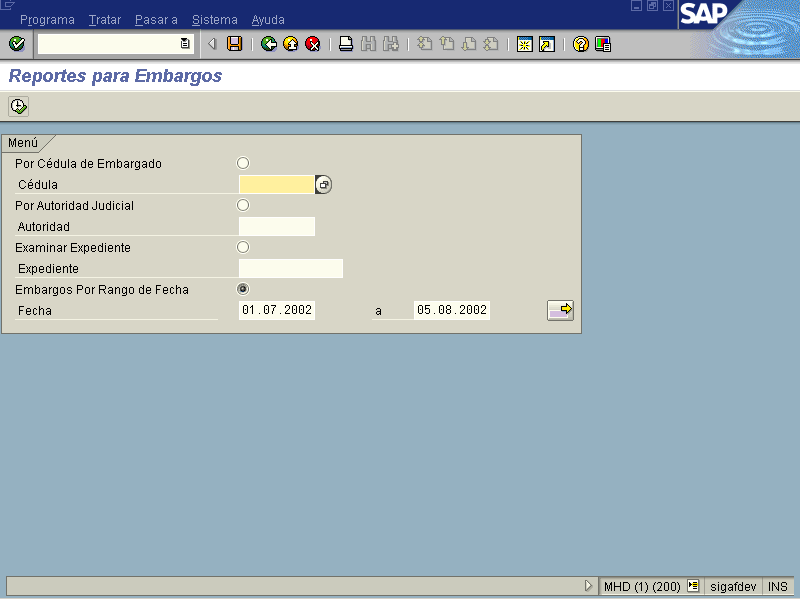 Programa Tratar Pasar a Sistema Ayuda
SAP
Reportes para Embargos
Menú
Por Cédula de Embargado
Cédula
Por Autoridad Judicial
Autoridad
Examinar Expediente
Expediente
Embargos Por Rango de Fecha
Fecha 01.07.2002 a 05.08.2002
MHD (1) (200) sigafdev INS